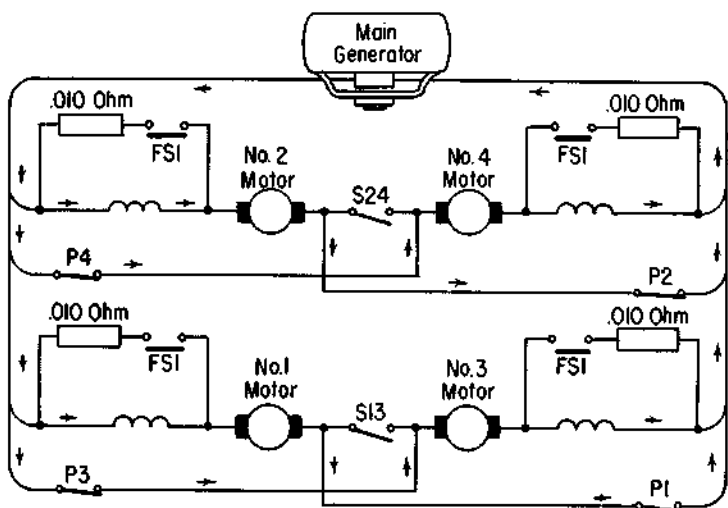 Main
Generator
.010 Ohm
FS1
No. 2
Motor
S24
No. 4
Motor
FS1
.010 Ohm
P4
P2
.010 Ohm
FS1
No. 1
Motor
S13
No. 3
Motor
FS1
.010 Ohm
P3
P1